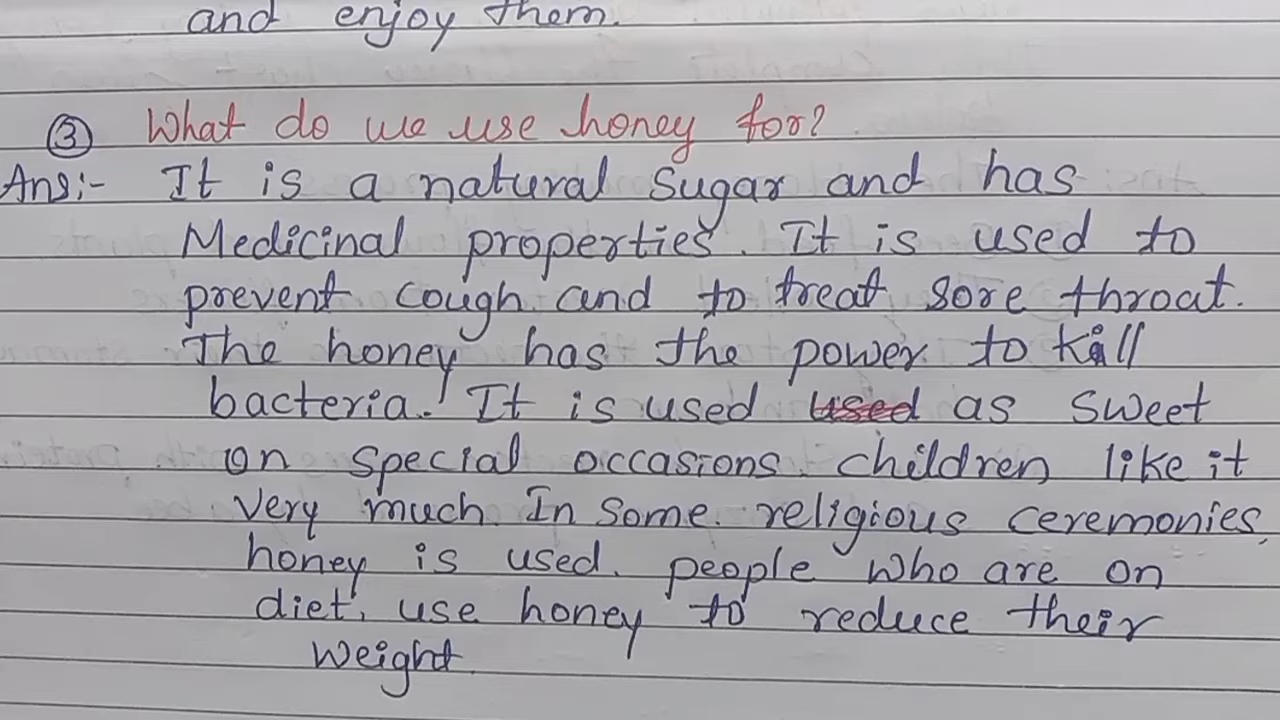 and enjoy them.
③ What do we use honey for?
Ans:- It is a natural Sugar and has
Medicinal properties. It is used to
prevent cough and to treat sore throat.
The honey has the power to kill
bacteria. It is used used as sweet
on special occasions. children like it
very much. In some. religious ceremonies,
honey is used. people who are on
diet, use honey to reduce their
weight.